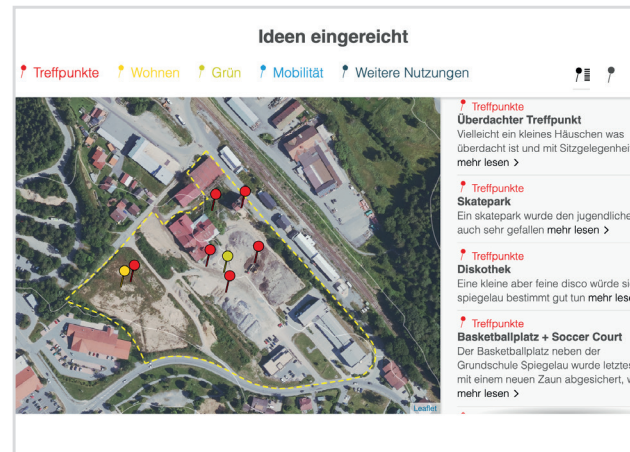 Ideen eingereicht
Treffpunkte Wohnen Grün Mobilität Weitere Nutzungen
Treffpunkte
Überdachter Treffpunkt
Vielleicht ein kleines Häuschen was
überdacht ist und mit Sitzgelegenhei
mehr lesen >
Treffpunkte
Skatepark
Ein skatepark wurde den jugendliche
auch sehr gefallen mehr lesen >
Treffpunkte
Diskothek
Eine kleine aber feine disco würde si
spiegelau bestimmt gut tun mehr les
Treffpunkte
Basketballplatz + Soccer Court
Der Basketballplatz neben der
Grundschule Spiegelau wurde letztes
mit einem neuen Zaun abgesichert, w
mehr lesen >
Leaflet